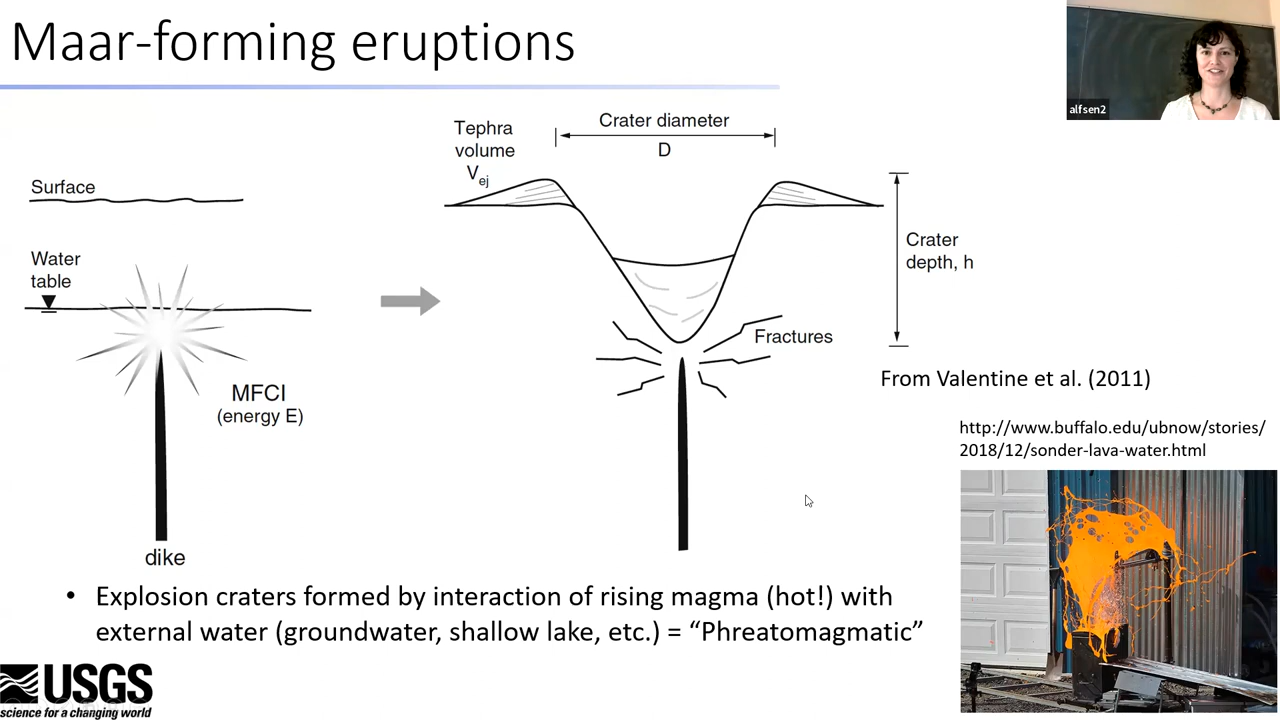 Maar-forming eruptions
alfsen2
Surface
Water
table
MFCI
(energy E)
dike
Tephra
volume
Vej
Crater diameter
D
Crater
depth, h
Fractures
From Valentine et al. (2011)
http://www.buffalo.edu/ubnow/stories/
2018/12/sonder-lava-water.html
• Explosion craters formed by interaction of rising magma (hot!) with
external water (groundwater, shallow lake, etc.) = “Phreatomagmatic”
USGS
science for a changing world